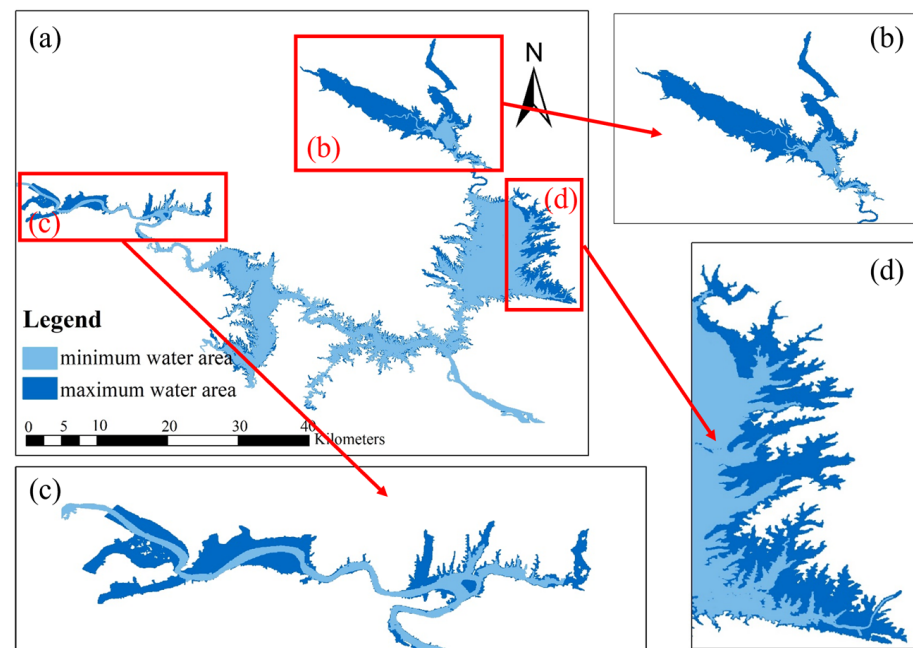 (a)
N
(b)
(b)
(d)
(c)
(d)
Legend
minimum water area
maximum water area
0 5 10 20 30 40
Kilometers
(c)